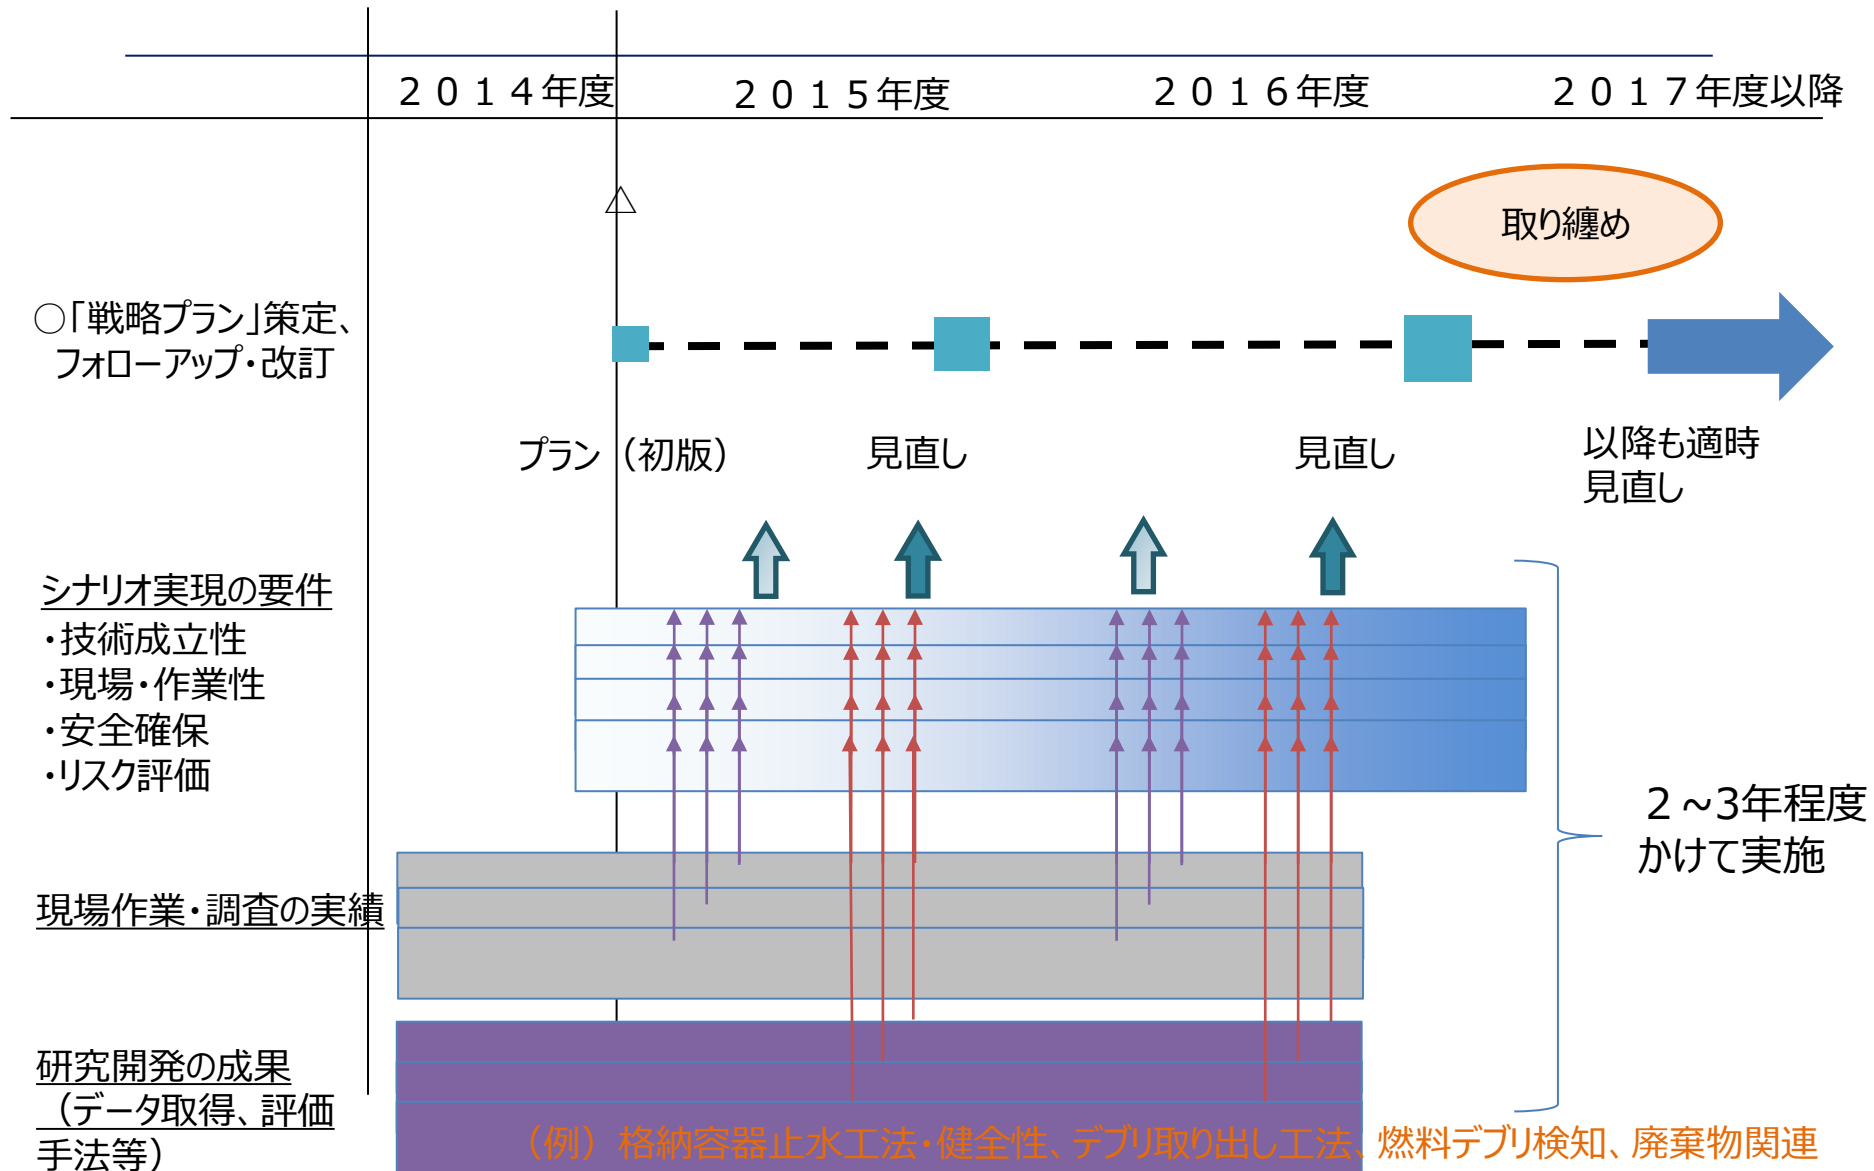 ２０１４年度
２０１５年度
２０１６年度
２０１７年度以降
△
取り纏め
○「戦略プラン」策定、
フォローアップ・改訂
プラン（初版）
見直し
見直し
以降も適時
見直し
シナリオ実現の要件
・技術成立性
・現場・作業性
・安全確保
・リスク評価
２～3年程度
かけて実施
現場作業・調査の実績
研究開発の成果
（データ取得、評価
手法等）
（例）格納容器止水工法・健全性、デブリ取り出し工法、燃料デブリ検知、廃棄物関連